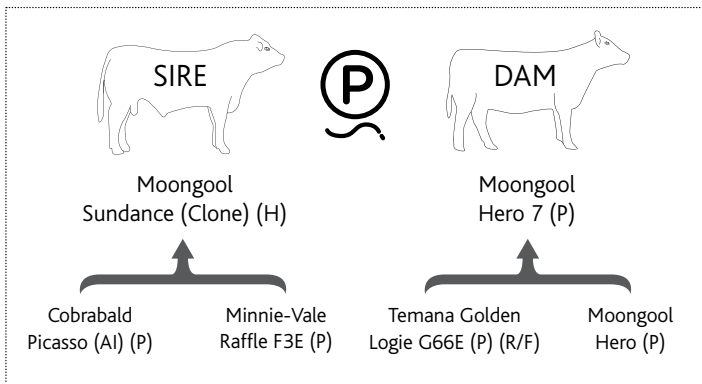 SIRE
P
DAM
Moongool
Sundance (Clone) (H)
Moongool
Hero 7 (P)
Cobrabald
Picasso (AI) (P)
Minnie-Vale
Raffle F3E (P)
Temana Golden
Logie G66E (P) (R/F)
Moongool
Hero (P)